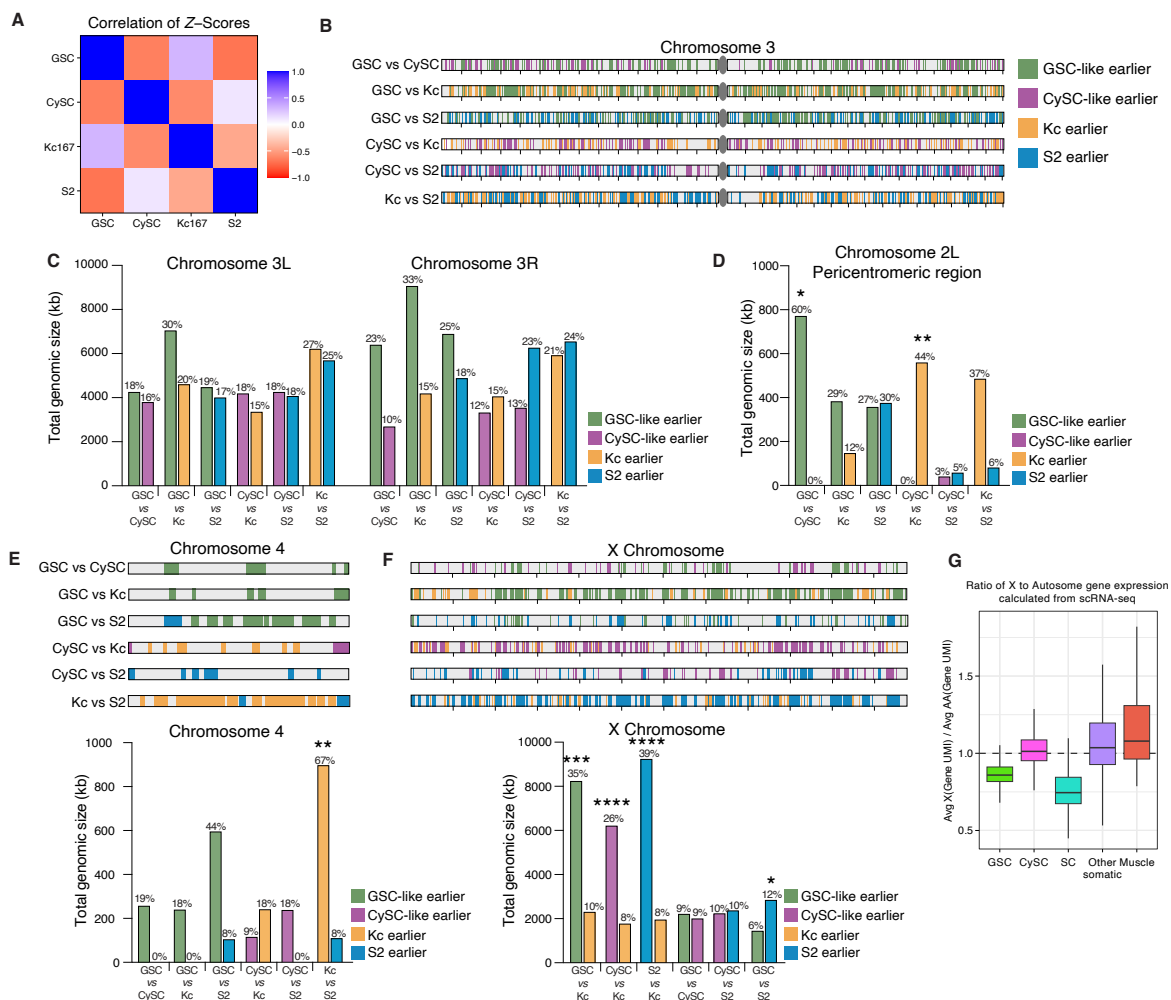 A
Correlation of Z–Scores
GSC
CySC
Kc167
S2
GSC
CySC
Kc167
S2
1.0
0.5
0.0
−0.5
−1.0
B
Chromosome 3
GSC vs CySC
GSC vs Kc
GSC vs S2
CySC vs Kc
CySC vs S2
Kc vs S2
GSC-like earlier
CySC-like earlier
Kc earlier
S2 earlier
C
Chromosome 3L
Chromosome 3R
Total genomic size (kb)
10000
8000
6000
4000
2000
0
18%
16%
30%
20%
19%
17%
18%
15%
18%
18%
27%
25%
23%
10%
33%
15%
25%
18%
12%
15%
13%
23%
21%
24%
GSC vs CySC
GSC vs Kc
GSC vs S2
CySC vs Kc
CySC vs S2
Kc vs S2
GSC vs CySC
GSC vs Kc
GSC vs S2
CySC vs Kc
CySC vs S2
Kc vs S2
GSC-like earlier
CySC-like earlier
Kc earlier
S2 earlier
D
Chromosome 2L
Pericentromeric region
Total genomic size (kb)
1000
800
600
400
200
0
*
60%
0%
29%
12%
27%
30%
**
0%
44%
3%
5%
37%
6%
GSC vs CySC
GSC vs Kc
GSC vs S2
CySC vs Kc
CySC vs S2
Kc vs S2
GSC-like earlier
CySC-like earlier
Kc earlier
S2 earlier
E
Chromosome 4
GSC vs CySC
GSC vs Kc
GSC vs S2
CySC vs Kc
CySC vs S2
Kc vs S2
Chromosome 4
Total genomic size (kb)
1000
800
600
400
200
0
19%
0%
18%
0%
44%
8%
9%
18%
18%
0%
**
67%
8%
GSC vs CySC
GSC vs Kc
GSC vs S2
CySC vs Kc
CySC vs S2
Kc vs S2
GSC-like earlier
CySC-like earlier
Kc earlier
S2 earlier
F
X Chromosome
X Chromosome
Total genomic size (kb)
10000
8000
6000
4000
2000
0
***
35%
10%
****
26%
8%
****
39%
8%
9%
9%
10%
10%
6%
*
12%
GSC vs Kc
CySC vs Kc
S2 vs Kc
GSC vs CySC
CySC vs S2
GSC vs S2
GSC-like earlier
CySC-like earlier
Kc earlier
S2 earlier
G
Ratio of X to Autosome gene expression
calculated from scRNA-seq
Avg X(Gene UMI) / Avg AA(Gene UMI)
1.5
1.0
0.5
GSC
CySC
SC
Other somatic
Muscle